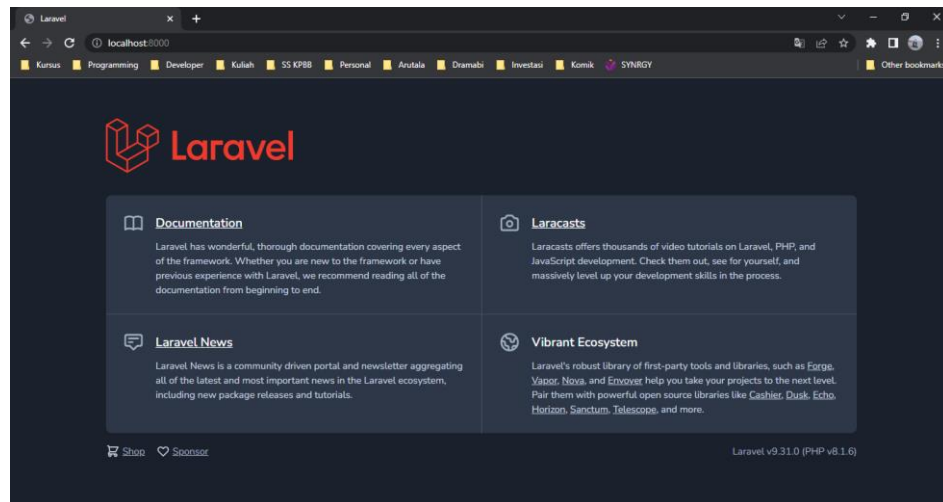 Laravel
localhost:8000
Kursus Programming Developer Kuliah SS KPBB Personal Arutala Dramabi Investasi Komik SYNRGY Other bookmarks
Laravel
Documentation
Laravel has wonderful, thorough documentation covering every aspect
of the framework. Whether you are new to the framework or have
previous experience with Laravel, we recommend reading all of the
documentation from beginning to end.
Laracasts
Laracasts offers thousands of video tutorials on Laravel, PHP, and
JavaScript development. Check them out, see for yourself, and
massively level up your development skills in the process.
Laravel News
Laravel News is a community driven portal and newsletter aggregating
all of the latest and most important news in the Laravel ecosystem,
including new package releases and tutorials.
Vibrant Ecosystem
Laravel's robust library of first-party tools and libraries, such as Forge,
Vapor, Nova, and Envoyer help you take your projects to the next level.
Pair them with powerful open source libraries like Cashier, Dusk, Echo,
Horizon, Sanctum, Telescope, and more.
Shop Sponsor
Laravel v9.31.0 (PHP v8.1.6)